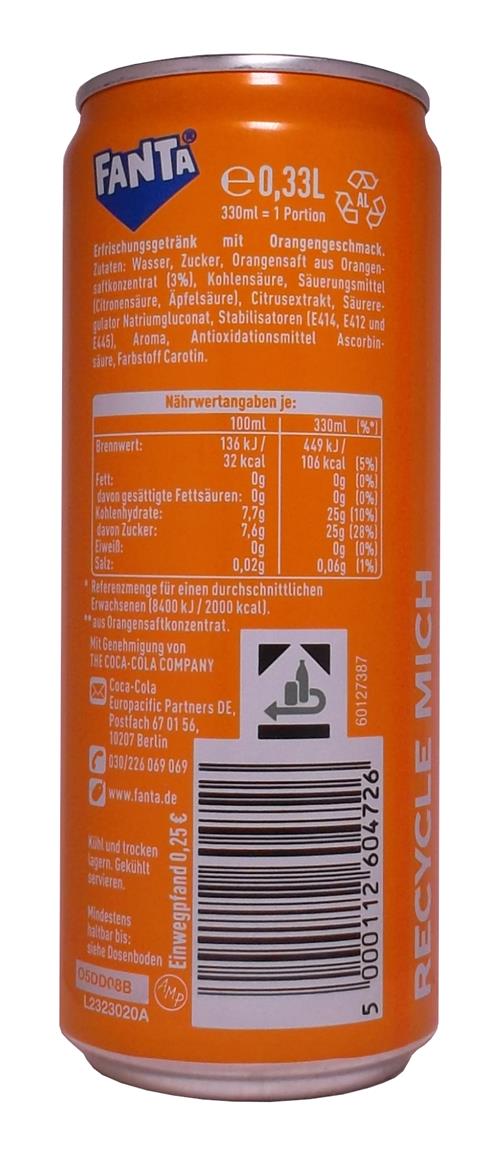 FANTA®
℮ 0,33L
330ml = 1 Portion
AL
Erfrischungsgetränk mit Orangengeschmack.
Zutaten: Wasser, Zucker, Orangensaft aus Orangen-
saftkonzentrat (3%), Kohlensäure, Säuerungsmittel
(Citronensäure, Äpfelsäure), Citrusextrakt, Säurere-
gulator Natriumgluconat, Stabilisatoren (E414, E412 und
E445), Aroma, Antioxidationsmittel Ascorbin-
säure, Farbstoff Carotin.
Nährwertangaben je:
100ml 330ml (%*)
Brennwert: 136 kJ / 449 kJ /
32 kcal 106 kcal (5%)
Fett: 0g 0g (0%)
davon gesättigte Fettsäuren: 0g 0g (0%)
Kohlenhydrate: 7,7g 25g (10%)
davon Zucker: 7,6g 25g (28%)
Eiweiß: 0g 0g (0%)
Salz: 0,02g 0,06g (1%)
* Referenzmenge für einen durchschnittlichen
Erwachsenen (8400 kJ / 2000 kcal).
** aus Orangensaftkonzentrat.
Mit Genehmigung von
THE COCA-COLA COMPANY
Coca-Cola
Europacific Partners DE,
Postfach 67 01 56,
10207 Berlin
030/226 069 069
www.fanta.de
Kühl und trocken
lagern. Gekühlt
servieren.
Mindestens
haltbar bis:
siehe Dosenboden
05DD08B
L2323020A
AMP
Einwegpfand 0,25 €
60127387
5 000112 604726
RECYCLE MICH